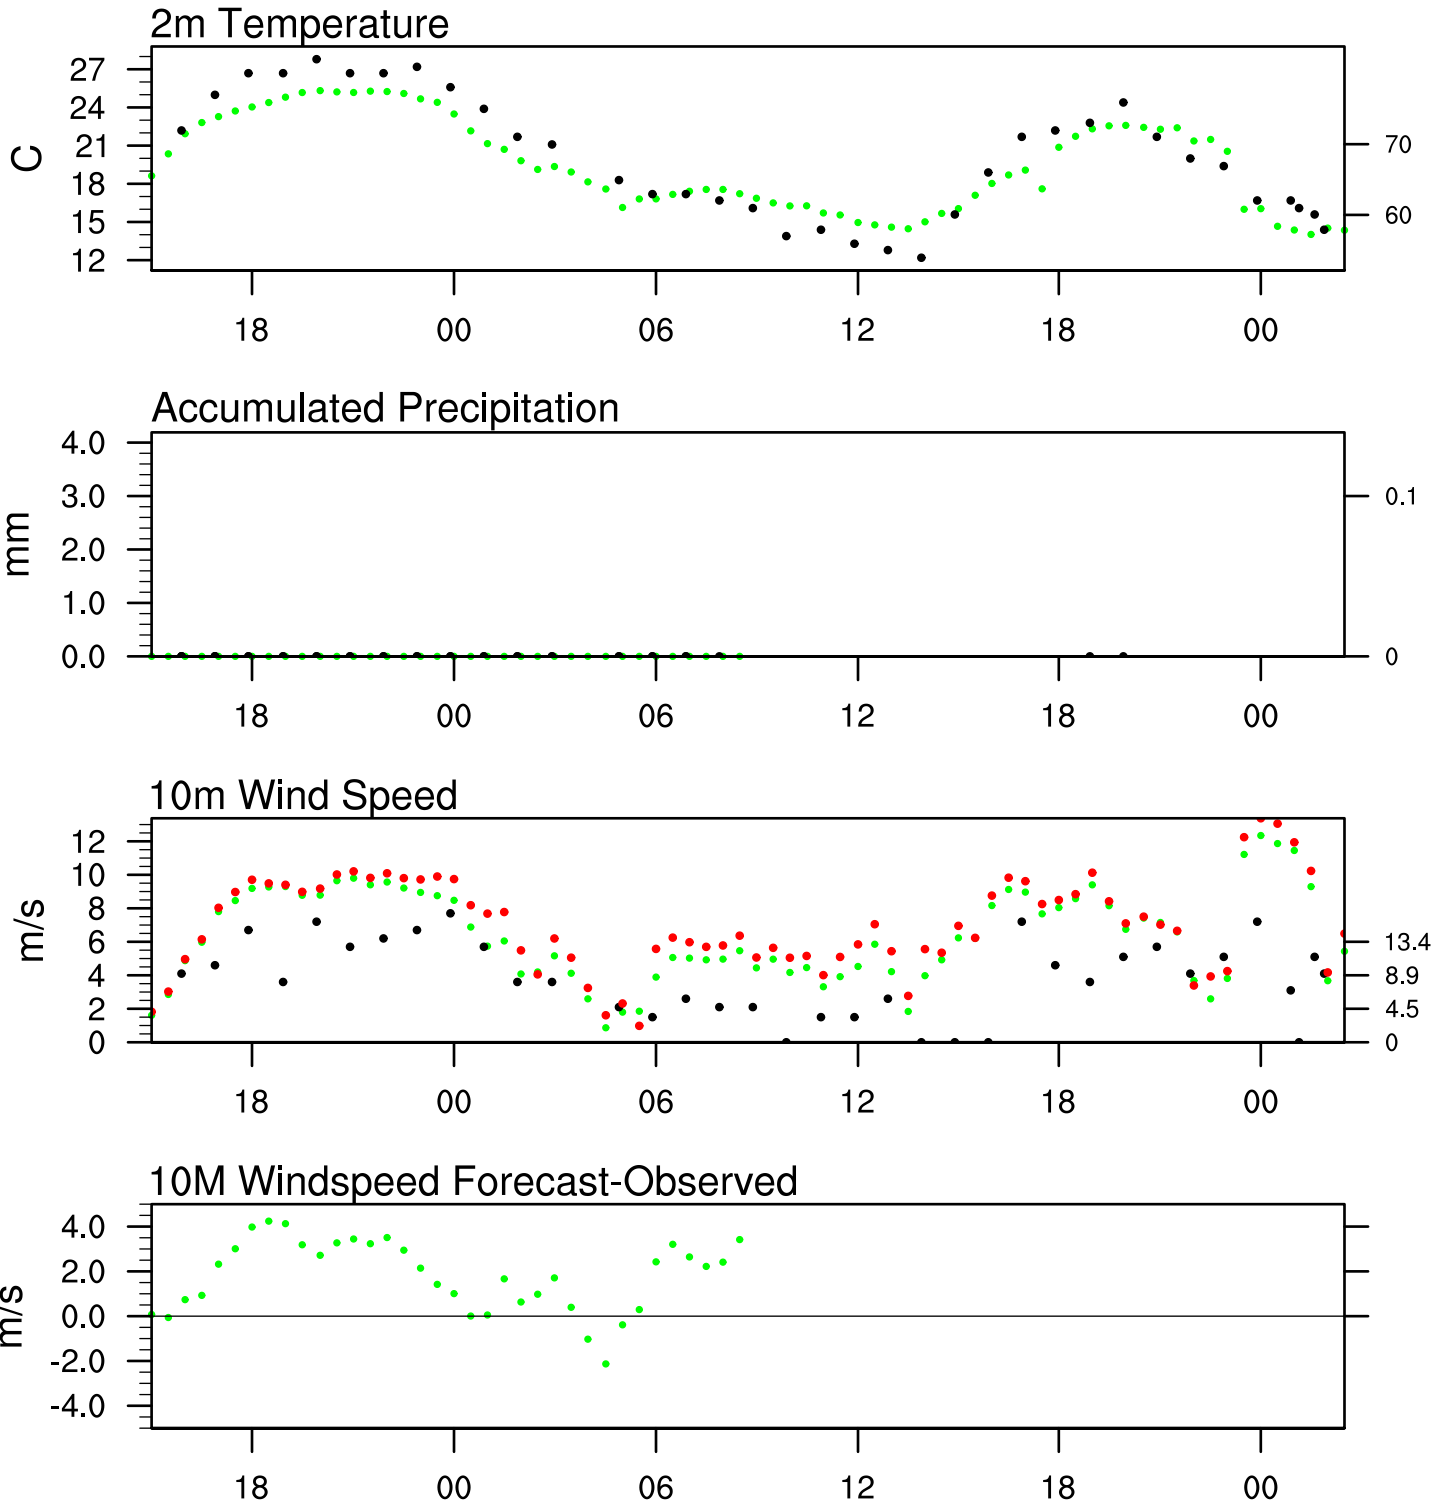 2m Temperature
27
24
21
18
15
12
C
70
60
18 00 06 12 18 00
Accumulated Precipitation
4.0
3.0
2.0
1.0
0.0
mm
0.1
0
18 00 06 12 18 00
10m Wind Speed
12
10
8
6
4
2
0
m/s
13.4
8.9
4.5
0
18 00 06 12 18 00
10M Windspeed Forecast-Observed
4.0
2.0
0.0
-2.0
-4.0
m/s
18 00 06 12 18 00